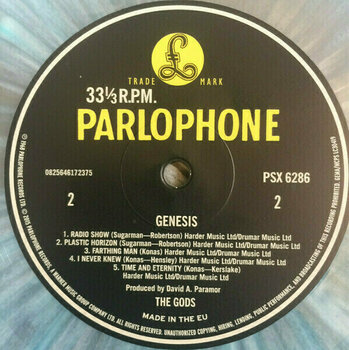 £
TRADE MARK
33⅓ R.P.M.
PARLOPHONE
0825646172375
PSX 6286
2
2
GENESIS
1. RADIO SHOW (Sugarman—Robertson) Harder Music Ltd/Drumar Music Ltd
2. PLASTIC HORIZON (Sugarman—Robertson) Harder Music Ltd/Drumar Music Ltd
3. FARTHING MAN (Konas) Harder Music Ltd/Drumar Music Ltd
4. I NEVER KNEW (Konas—Hensley) Harder Music Ltd/Drumar Music Ltd
5. TIME AND ETERNITY (Konas—Kerslake)
Harder Music Ltd/Drumar Music Ltd
Produced by David A. Paramor
THE GODS
MADE IN THE EU